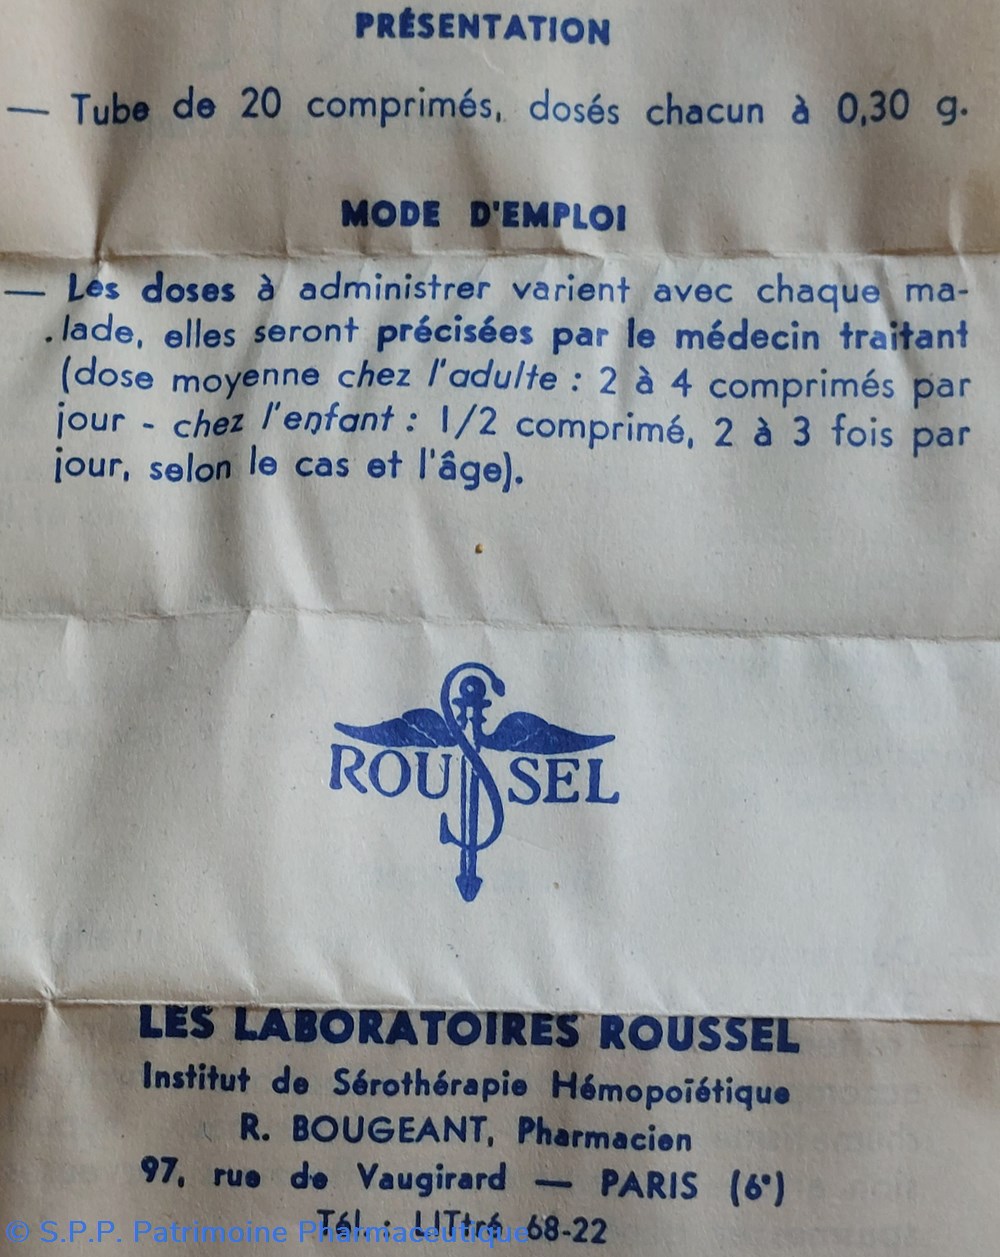 PRÉSENTATION
— Tube de 20 comprimés, dosés chacun à 0,30 g.
MODE D'EMPLOI
— Les doses à administrer varient avec chaque ma-
lade, elles seront précisées par le médecin traitant
(dose moyenne chez l'adulte : 2 à 4 comprimés par
jour - chez l'enfant : 1/2 comprimé, 2 à 3 fois par
jour, selon le cas et l'âge).
ROUSSEL
LES LABORATOIRES ROUSSEL
Institut de Sérothérapie Hémopoïétique
R. BOUGEANT, Pharmacien
97, rue de Vaugirard — PARIS (6e)
Tél. : LITtré 68-22
© S.P.P. Patrimoine Pharmaceutique